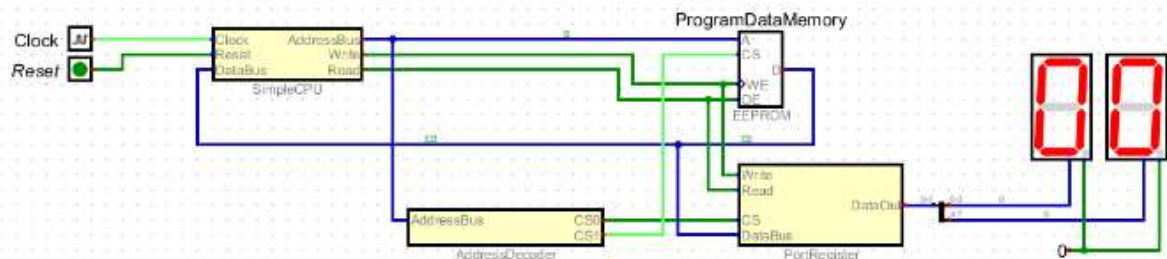 ProgramDataMemory
Clock
Reset
Clock AddressBus
Reset Write
DataBus Read
SimpleCPU
A
CS
D
WE
OE
EEPROM
Write
Read
DataOut
CS
DataBus
PortRegister
AddressBus CS0
CS1
AddressDecoder
0